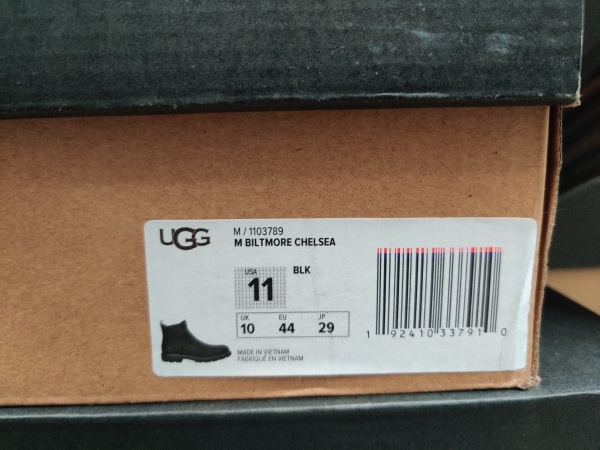 UGG
M / 1103789
M BILTMORE CHELSEA
USA
11
BLK
UK EU JP
10 44 29
MADE IN VIETNAM
FABRIQUÉ EN VIETNAM
1 92410 33791 0